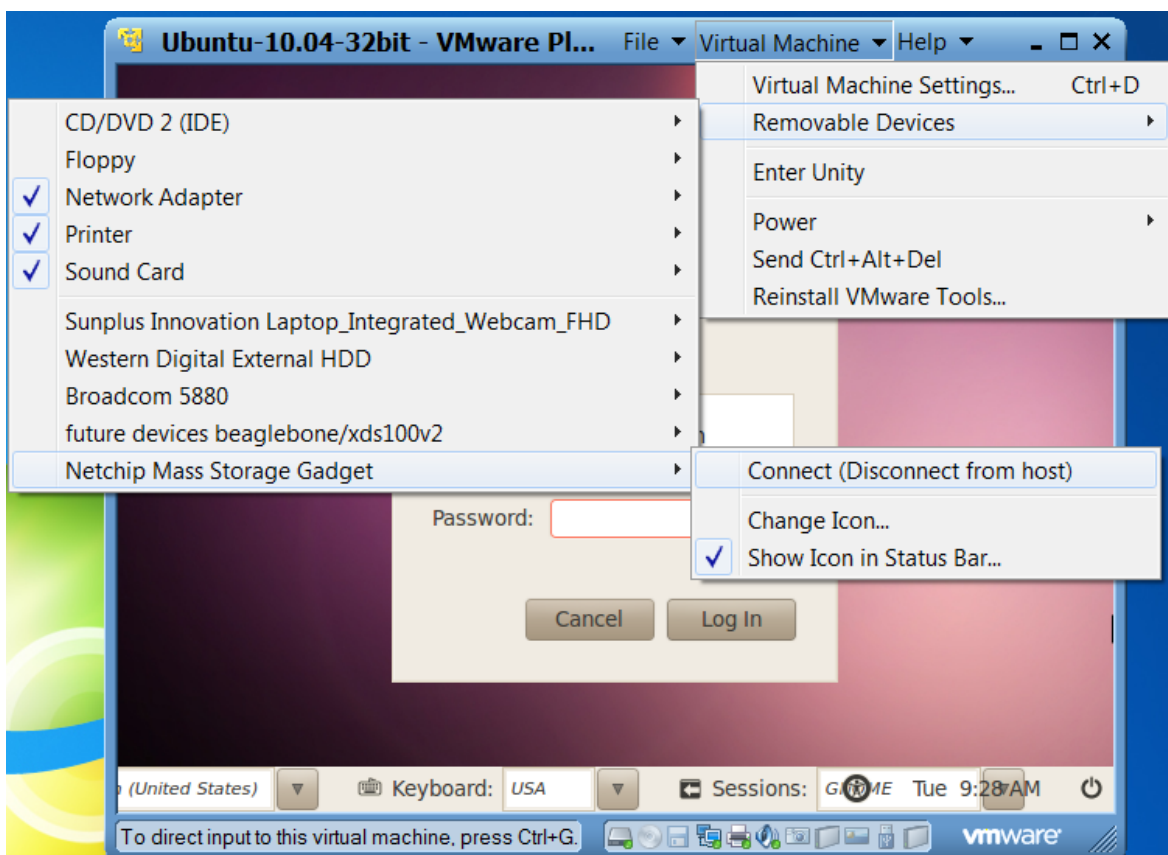 Ubuntu-10.04-32bit - VMware Pl... File Virtual Machine Help
Virtual Machine Settings... Ctrl+D
Removable Devices
Enter Unity
Power
Send Ctrl+Alt+Del
Reinstall VMware Tools...
CD/DVD 2 (IDE)
Floppy
Network Adapter
Printer
Sound Card
Sunplus Innovation Laptop_Integrated_Webcam_FHD
Western Digital External HDD
Broadcom 5880
future devices beaglebone/xds100v2
Netchip Mass Storage Gadget
Connect (Disconnect from host)
Change Icon...
Show Icon in Status Bar...
Password:
Cancel Log In
(United States) Keyboard: USA Sessions: Tue 9:28 AM
To direct input to this virtual machine, press Ctrl+G. vmware